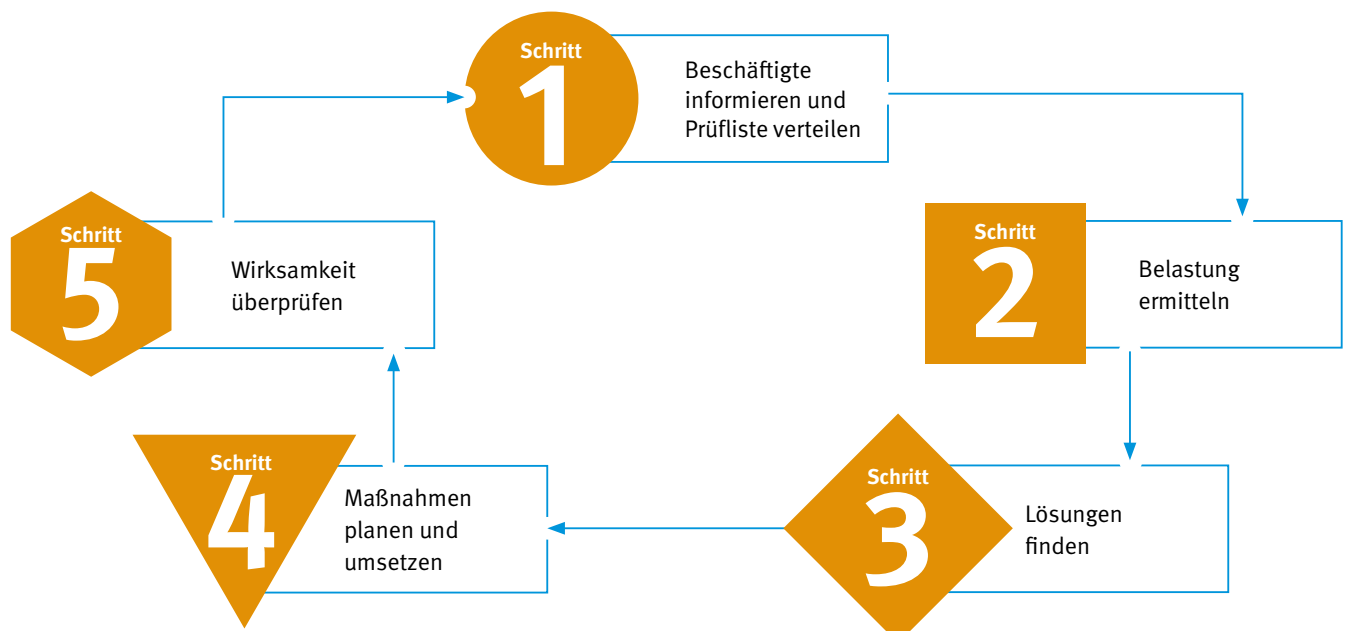 Schritt
1
Beschäftigte
informieren und
Prüfliste verteilen
Schritt
2
Belastung
ermitteln
Schritt
3
Lösungen
finden
Schritt
4
Maßnahmen
planen und
umsetzen
Schritt
5
Wirksamkeit
überprüfen